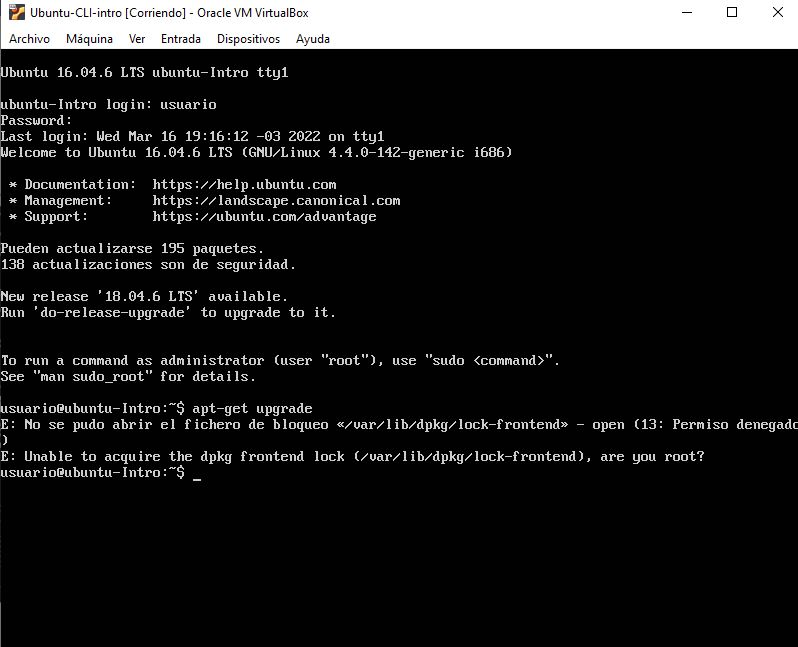 Ubuntu-CLI-intro [Corriendo] - Oracle VM VirtualBox
Archivo Máquina Ver Entrada Dispositivos Ayuda
Ubuntu 16.04.6 LTS ubuntu-Intro tty1
ubuntu-Intro login: usuario
Password:
Last login: Wed Mar 16 19:16:12 -03 2022 on tty1
Welcome to Ubuntu 16.04.6 LTS (GNU/Linux 4.4.0-142-generic i686)
* Documentation:  https://help.ubuntu.com
* Management:     https://landscape.canonical.com
* Support:        https://ubuntu.com/advantage
Pueden actualizarse 195 paquetes.
138 actualizaciones son de seguridad.
New release '18.04.6 LTS' available.
Run 'do-release-upgrade' to upgrade to it.
To run a command as administrator (user "root"), use "sudo <command>".
See "man sudo_root" for details.
usuario@ubuntu-Intro:~$ apt-get upgrade
E: No se pudo abrir el fichero de bloqueo «/var/lib/dpkg/lock-frontend» - open (13: Permiso denegado
)
E: Unable to acquire the dpkg frontend lock (/var/lib/dpkg/lock-frontend), are you root?
usuario@ubuntu-Intro:~$ _